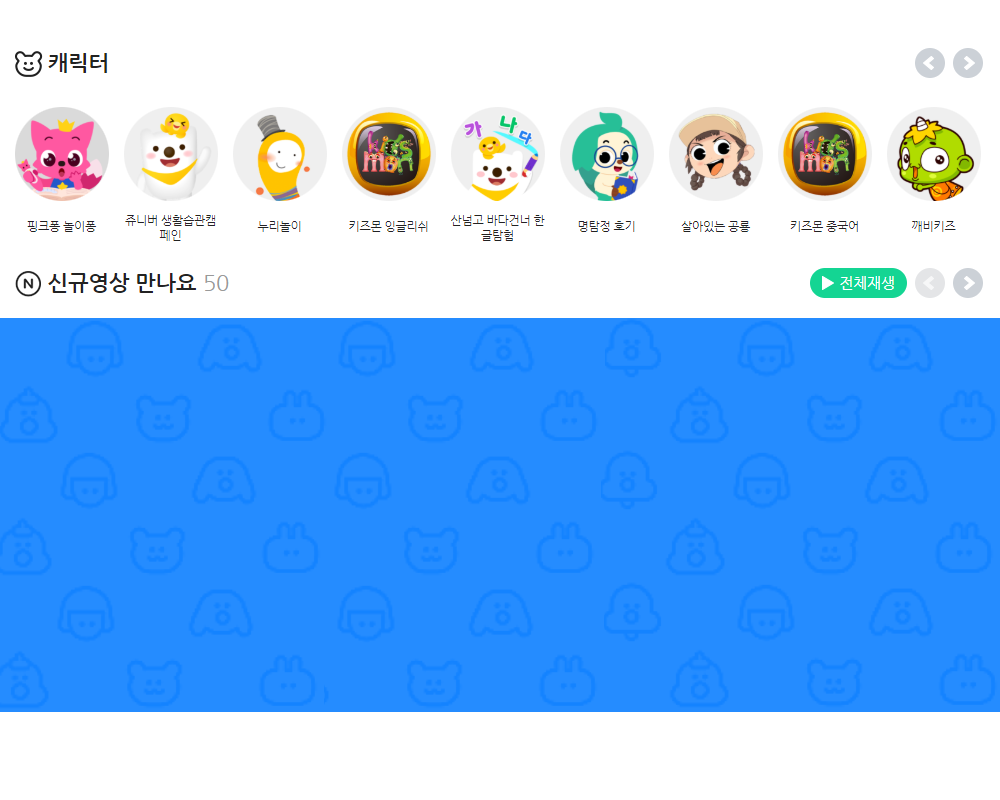 캐릭터
가 나 다
핑크퐁 놀이퐁
쥬니버 생활습관캠
페인
누리놀이
키즈몬 잉글리쉬
산넘고 바다건너 한
글탐험
명탐정 호기
살아있는 공룡
키즈몬 중국어
깨비키즈
N 신규영상 만나요 50
전체재생